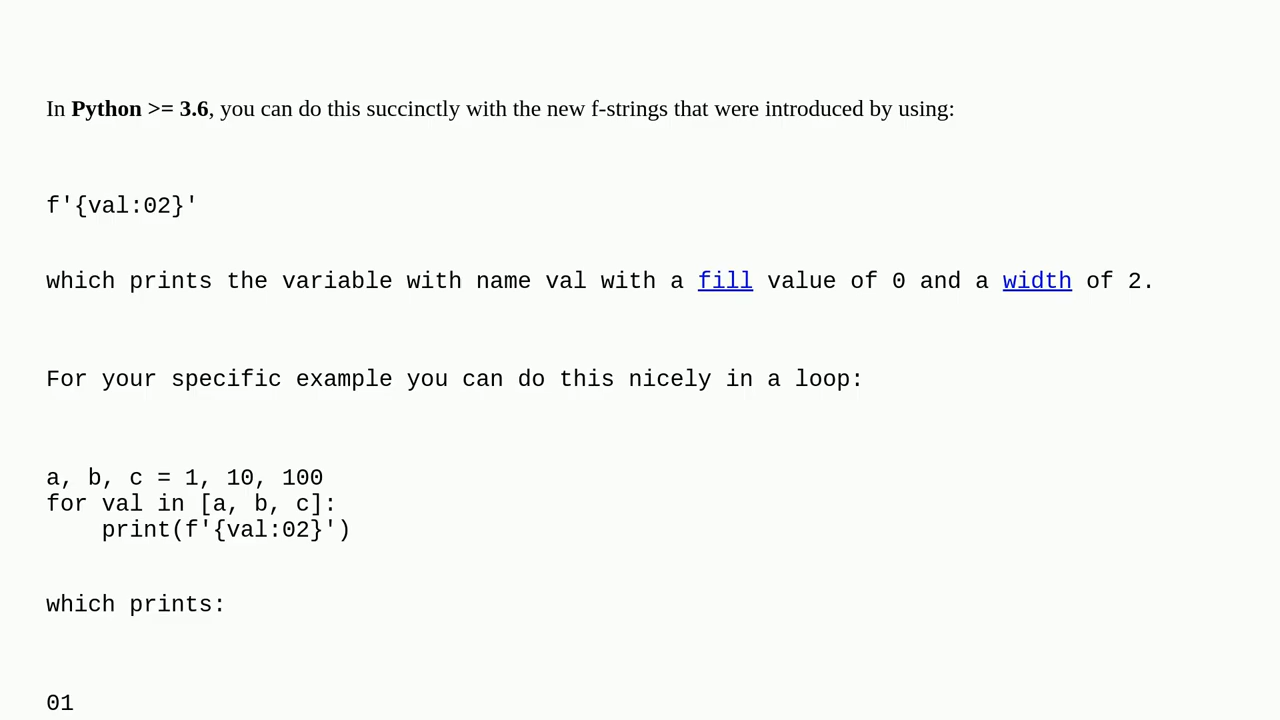 In Python >= 3.6, you can do this succinctly with the new f-strings that were introduced by using:
f'{val:02}'
which prints the variable with name val with a fill value of 0 and a width of 2.
For your specific example you can do this nicely in a loop:
a, b, c = 1, 10, 100
for val in [a, b, c]:
    print(f'{val:02}')
which prints:
01